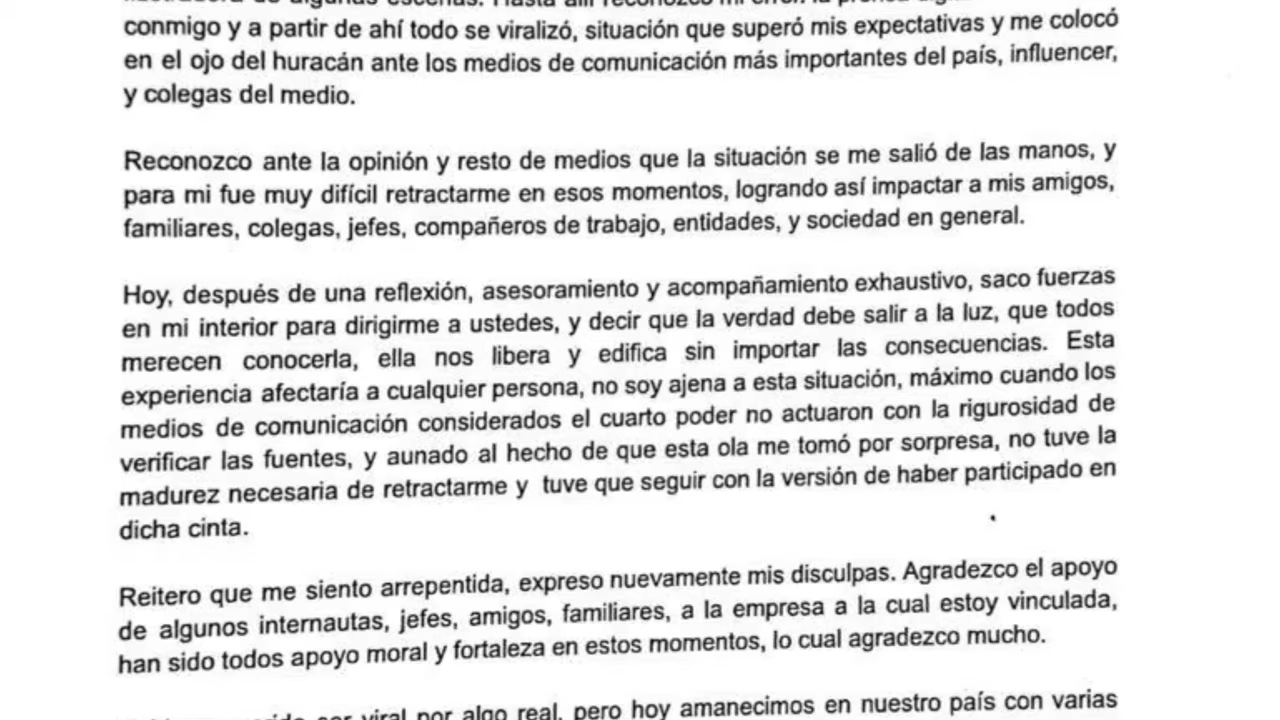 conmigo y a partir de ahí todo se viralizó, situación que superó mis expectativas y me colocó
en el ojo del huracán ante los medios de comunicación más importantes del país, influencer,
y colegas del medio.
Reconozco ante la opinión y resto de medios que la situación se me salió de las manos, y
para mi fue muy difícil retractarme en esos momentos, logrando así impactar a mis amigos,
familiares, colegas, jefes, compañeros de trabajo, entidades, y sociedad en general.
Hoy, después de una reflexión, asesoramiento y acompañamiento exhaustivo, saco fuerzas
en mi interior para dirigirme a ustedes, y decir que la verdad debe salir a la luz, que todos
merecen conocerla, ella nos libera y edifica sin importar las consecuencias. Esta
experiencia afectaría a cualquier persona, no soy ajena a esta situación, máximo cuando los
medios de comunicación considerados el cuarto poder no actuaron con la rigurosidad de
verificar las fuentes, y aunado al hecho de que esta ola me tomó por sorpresa, no tuve la
madurez necesaria de retractarme y tuve que seguir con la versión de haber participado en
dicha cinta.
Reitero que me siento arrepentida, expreso nuevamente mis disculpas. Agradezco el apoyo
de algunos internautas, jefes, amigos, familiares, a la empresa a la cual estoy vinculada,
han sido todos apoyo moral y fortaleza en estos momentos, lo cual agradezco mucho.
ser viral por algo real, pero hoy amanecimos en nuestro país con varias